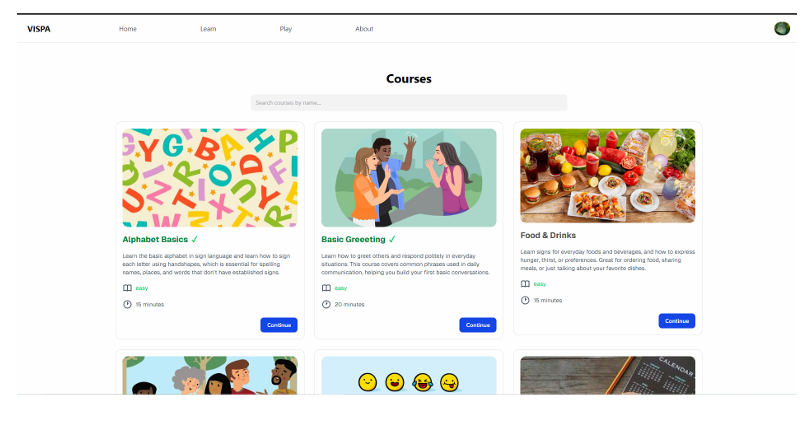 VISPA Home Learn Play About
Courses
Search courses by name...
Alphabet Basics ✓
Learn the basic alphabet in sign language and learn how to sign
each letter using handshapes, which is essential for spelling
names, places, and words that don't have established signs.
easy
15 minutes
Continue
Basic Greeeting ✓
Learn how to greet others and respond politely in everyday
situations. This course covers common phrases used in daily
communication, helping you build your first basic conversations.
easy
20 minutes
Continue
Food & Drinks
Learn signs for everyday foods and beverages, and how to express
hunger, thirst, or preferences. Great for ordering food, sharing
meals, or just talking about your favorite dishes.
easy
15 minutes
Continue
CALENDAR